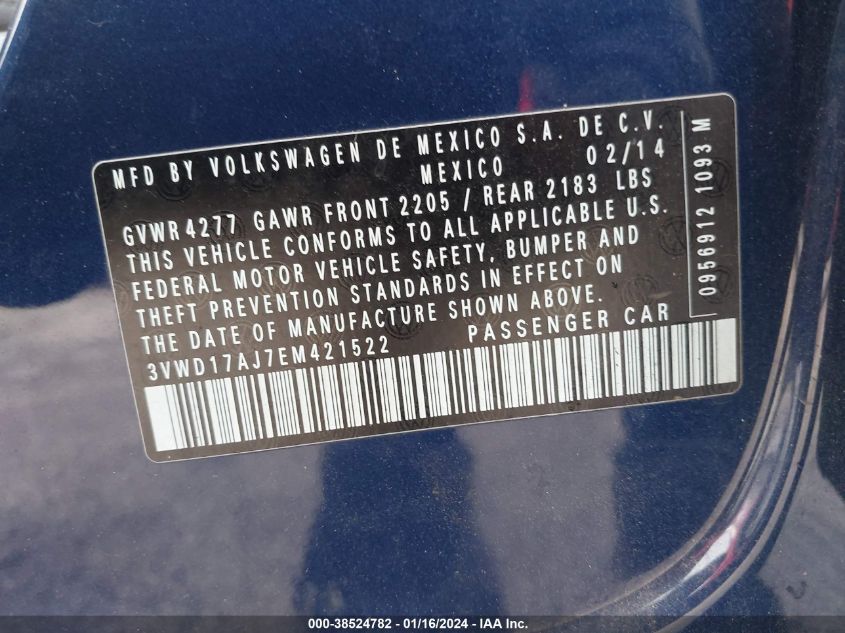 MFD BY VOLKSWAGEN DE MEXICO S.A. DE C.V.
MEXICO 02/14
GVWR 4277 GAWR FRONT 2205 / REAR 2183 LBS
THIS VEHICLE CONFORMS TO ALL APPLICABLE U.S.
FEDERAL MOTOR VEHICLE SAFETY, BUMPER AND
THEFT PREVENTION STANDARDS IN EFFECT ON
THE DATE OF MANUFACTURE SHOWN ABOVE.
3VWD17AJ7EM421522 PASSENGER CAR
0956912 1093 M
000-38524782 - 01/16/2024 - IAAI.COM